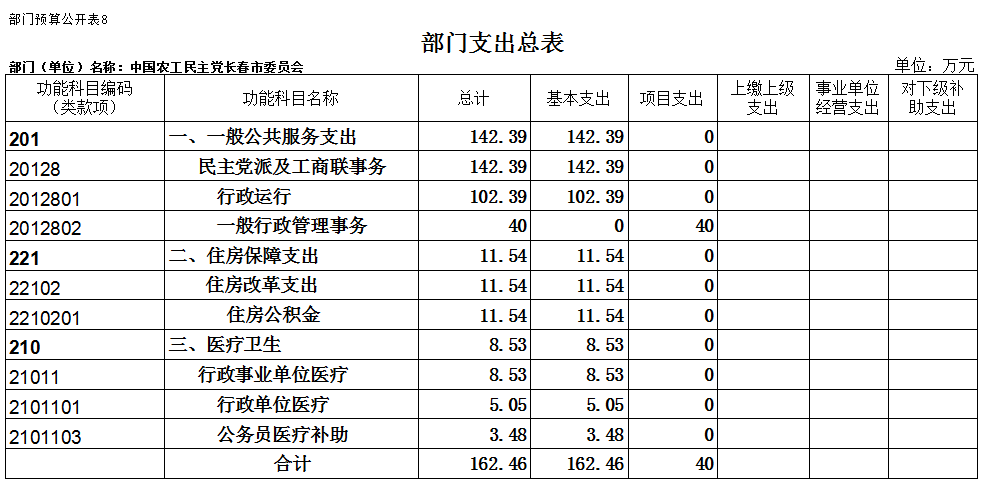 部门预算公开表8
部门支出总表
部门（单位）名称：中国农工民主党长春市委员会 单位：万元
功能科目编码（类款项） 功能科目名称 总计 基本支出 项目支出 上缴上级支出 事业单位经营支出 对下级补助支出
201 一、一般公共服务支出 142.39 142.39 0
20128 民主党派及工商联事务 142.39 142.39 0
2012801 行政运行 102.39 102.39 0
2012802 一般行政管理事务 40 0 40
221 二、住房保障支出 11.54 11.54 0
22102 住房改革支出 11.54 11.54 0
2210201 住房公积金 11.54 11.54 0
210 三、医疗卫生 8.53 8.53 0
21011 行政事业单位医疗 8.53 8.53 0
2101101 行政单位医疗 5.05 5.05 0
2101103 公务员医疗补助 3.48 3.48 0
合计 162.46 162.46 40